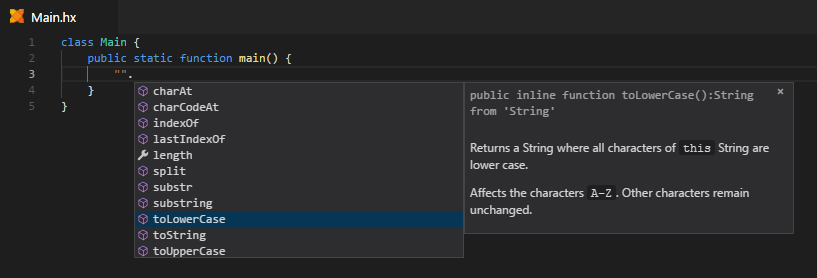 Main.hx
1 class Main {
2 public static function main() {
3 "".
4 }
5 }
charAt
charCodeAt
indexOf
lastIndexOf
length
split
substr
substring
toLowerCase
toString
toUpperCase
public inline function toLowerCase():String
from 'String'
×
Returns a String where all characters of this String are
lower case.
Affects the characters A-Z. Other characters remain
unchanged.